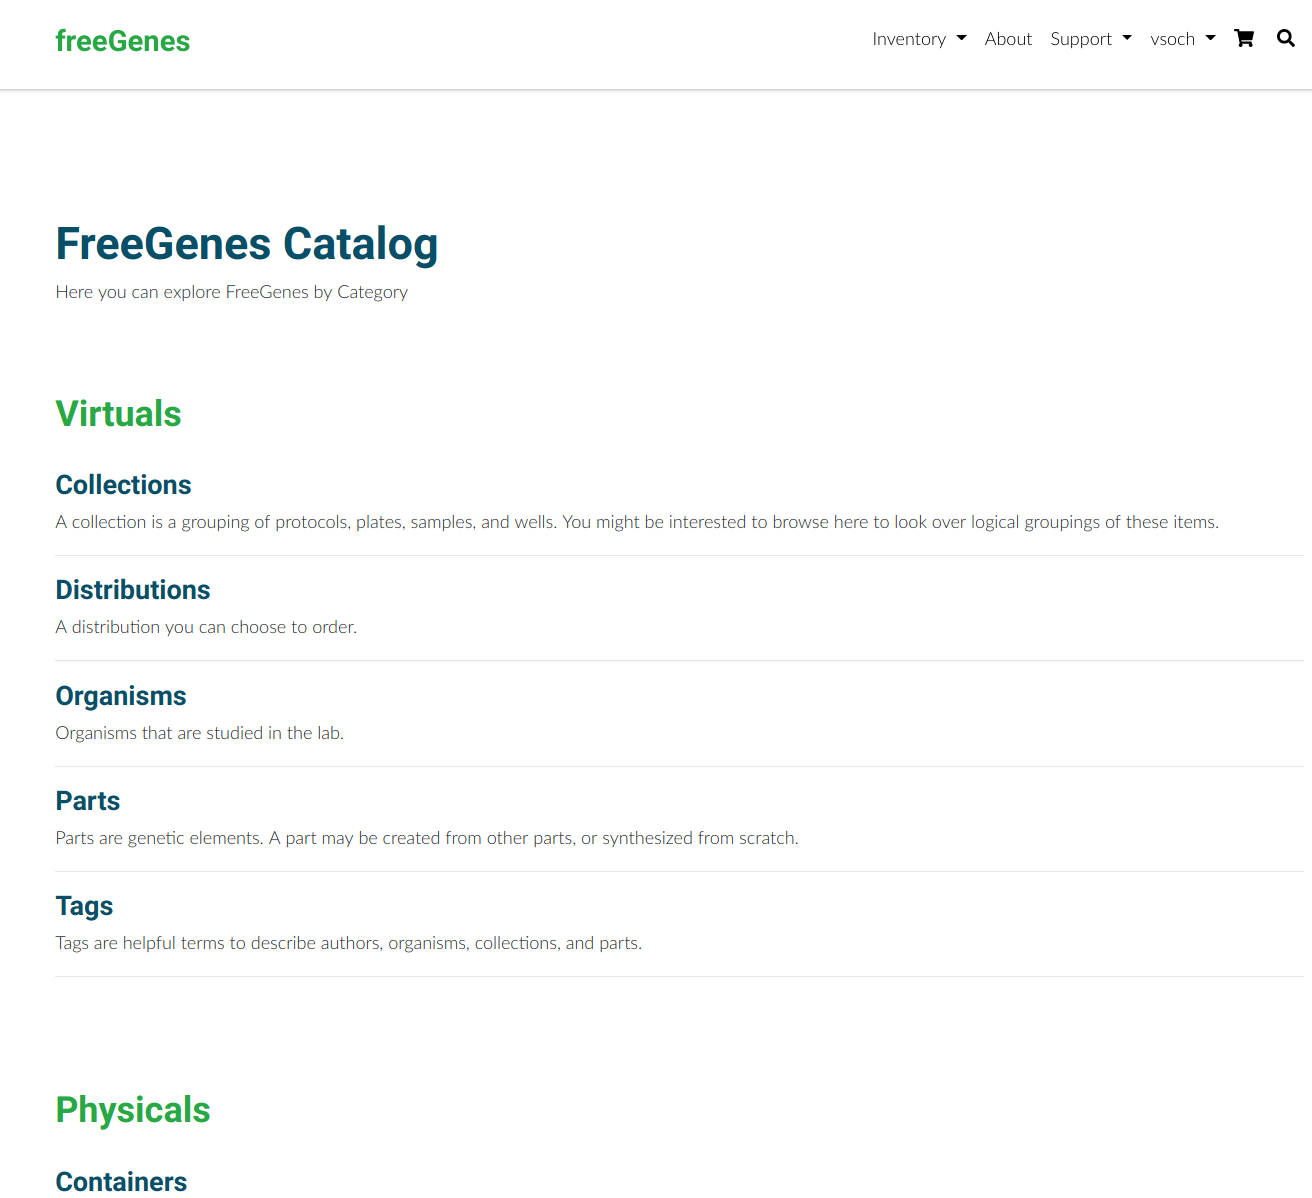 freeGenes
Inventory About Support vsoch
FreeGenes Catalog
Here you can explore FreeGenes by Category
Virtuals
Collections
A collection is a grouping of protocols, plates, samples, and wells. You might be interested to browse here to look over logical groupings of these items.
Distributions
A distribution you can choose to order.
Organisms
Organisms that are studied in the lab.
Parts
Parts are genetic elements. A part may be created from other parts, or synthesized from scratch.
Tags
Tags are helpful terms to describe authors, organisms, collections, and parts.
Physicals
Containers